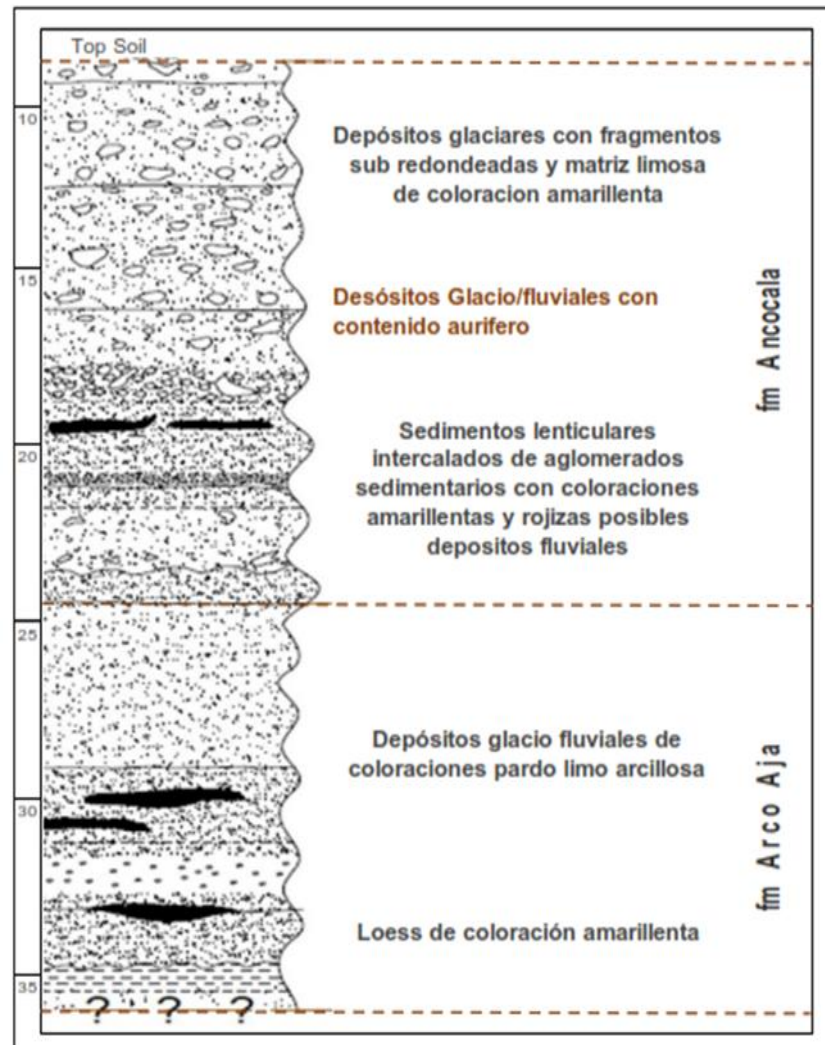 Top Soil
10
Depósitos glaciares con fragmentos
sub redondeadas y matriz limosa
de coloracion amarillenta
15
Desósitos Glacio/fluviales con
contenido aurifero
fm Ancocala
20
Sedimentos lenticulares
intercalados de aglomerados
sedimentarios con coloraciones
amarillentas y rojizas posibles
depositos fluviales
25
Depósitos glacio fluviales de
coloraciones pardo limo arcillosa
30
fm Arco Aja
Loess de coloración amarillenta
35
? ? ?